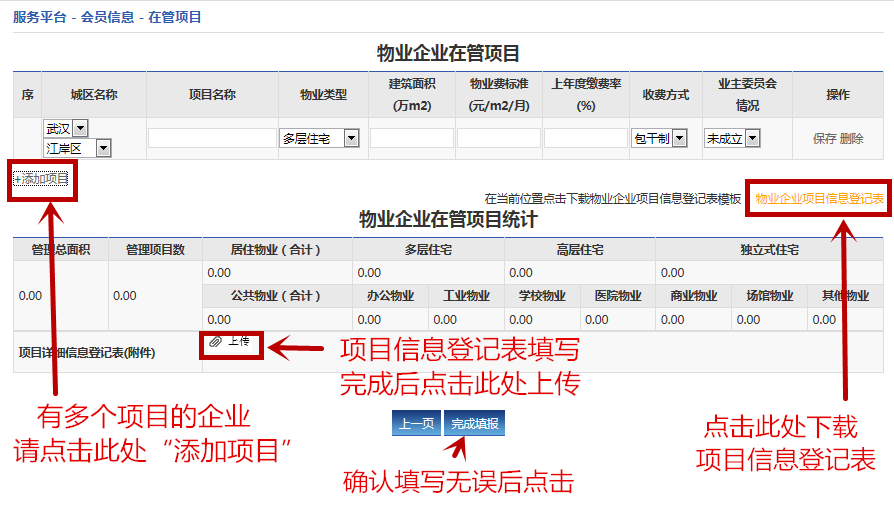 服务平台 - 会员信息 - 在管项目
物业企业在管项目
序 城区名称 项目名称 物业类型 建筑面积 (万m2) 物业费标准 (元/m2/月) 上年度缴费率 (%) 收费方式 业主委员会 情况 操作
武汉
江岸区 多层住宅 包干制 未成立 保存 删除
+添加项目
在当前位置点击下载物业企业项目信息登记表模板 物业企业项目信息登记表
物业企业在管项目统计
管理总面积 管理项目数 居住物业（合计） 多层住宅 高层住宅 独立式住宅
0.00 0.00 0.00 0.00
0.00 0.00 公共物业（合计） 办公物业 工业物业 学校物业 医院物业 商业物业 场馆物业 其他物业
0.00 0.00 0.00 0.00 0.00 0.00 0.00 0.00
项目详细信息登记表(附件) 上传
项目信息登记表填写
完成后点击此处上传
有多个项目的企业
请点击此处“添加项目”
上一页 完成填报
确认填写无误后点击
点击此处下载
项目信息登记表